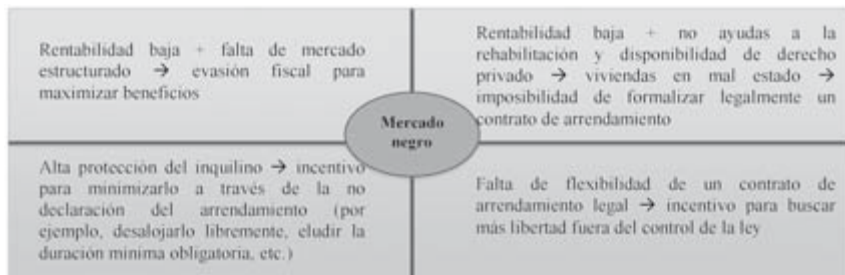 Rentabilidad baja + falta de mercado
estructurado → evasión fiscal para
maximizar beneficios
Rentabilidad baja + no ayudas a la
rehabilitación y disponibilidad de derecho
privado → viviendas en mal estado →
imposibilidad de formalizar legalmente un
contrato de arrendamiento
Mercado
negro
Alta protección del inquilino → incentivo
para minimizarlo a través de la no
declaración del arrendamiento (por
ejemplo, desalojarlo libremente, eludir la
duración mínima obligatoria, etc.)
Falta de flexibilidad de un contrato de
arrendamiento legal → incentivo para buscar
más libertad fuera del control de la ley